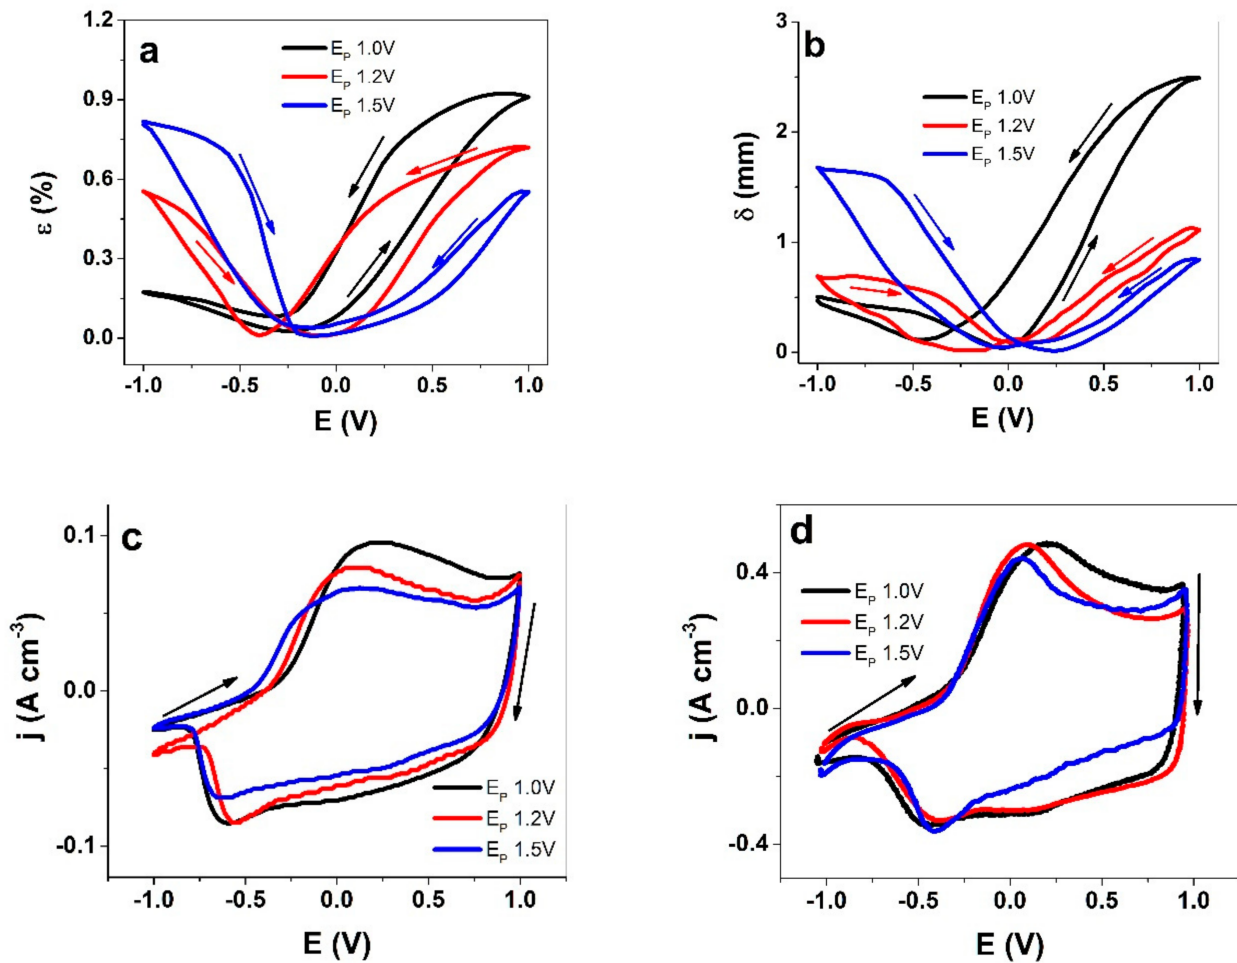 a
E_P 1.0V
E_P 1.2V
E_P 1.5V
1.2
0.9
0.6
0.3
0.0
ε (%)
-1.0 -0.5 0.0 0.5 1.0
E (V)
b
E_P 1.0V
E_P 1.2V
E_P 1.5V
3
2
1
0
δ (mm)
-1.0 -0.5 0.0 0.5 1.0
E (V)
c
0.1
0.0
-0.1
j (A cm⁻³)
E_P 1.0V
E_P 1.2V
E_P 1.5V
-1.0 -0.5 0.0 0.5 1.0
E (V)
d
E_P 1.0V
E_P 1.2V
E_P 1.5V
0.4
0.0
-0.4
j (A cm⁻³)
-1.0 -0.5 0.0 0.5 1.0
E (V)